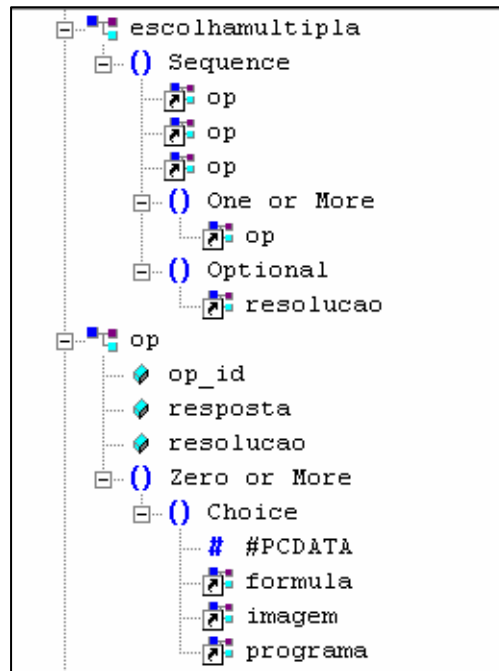 escolhamultipla
() Sequence
op
op
op
() One or More
op
() Optional
resolucao
op
op_id
resposta
resolucao
() Zero or More
() Choice
# #PCDATA
formula
imagem
programa